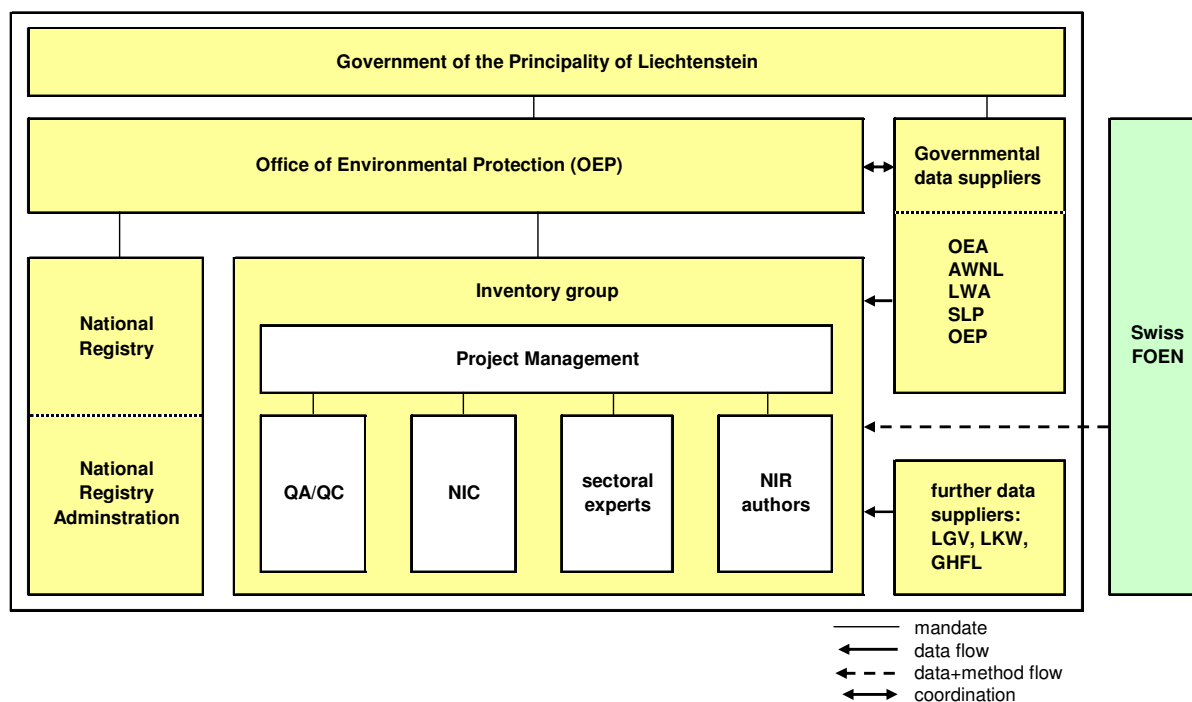 Government of the Principality of Liechtenstein
Office of Environmental Protection (OEP)
Governmental
data suppliers
OEA
AWNL
LWA
SLP
OEP
Swiss
FOEN
National
Registry
National
Registry
Adminstration
Inventory group
Project Management
QA/QC
NIC
sectoral
experts
NIR
authors
further data
suppliers:
LGV, LKW,
GHFL
mandate
data flow
data+method flow
coordination